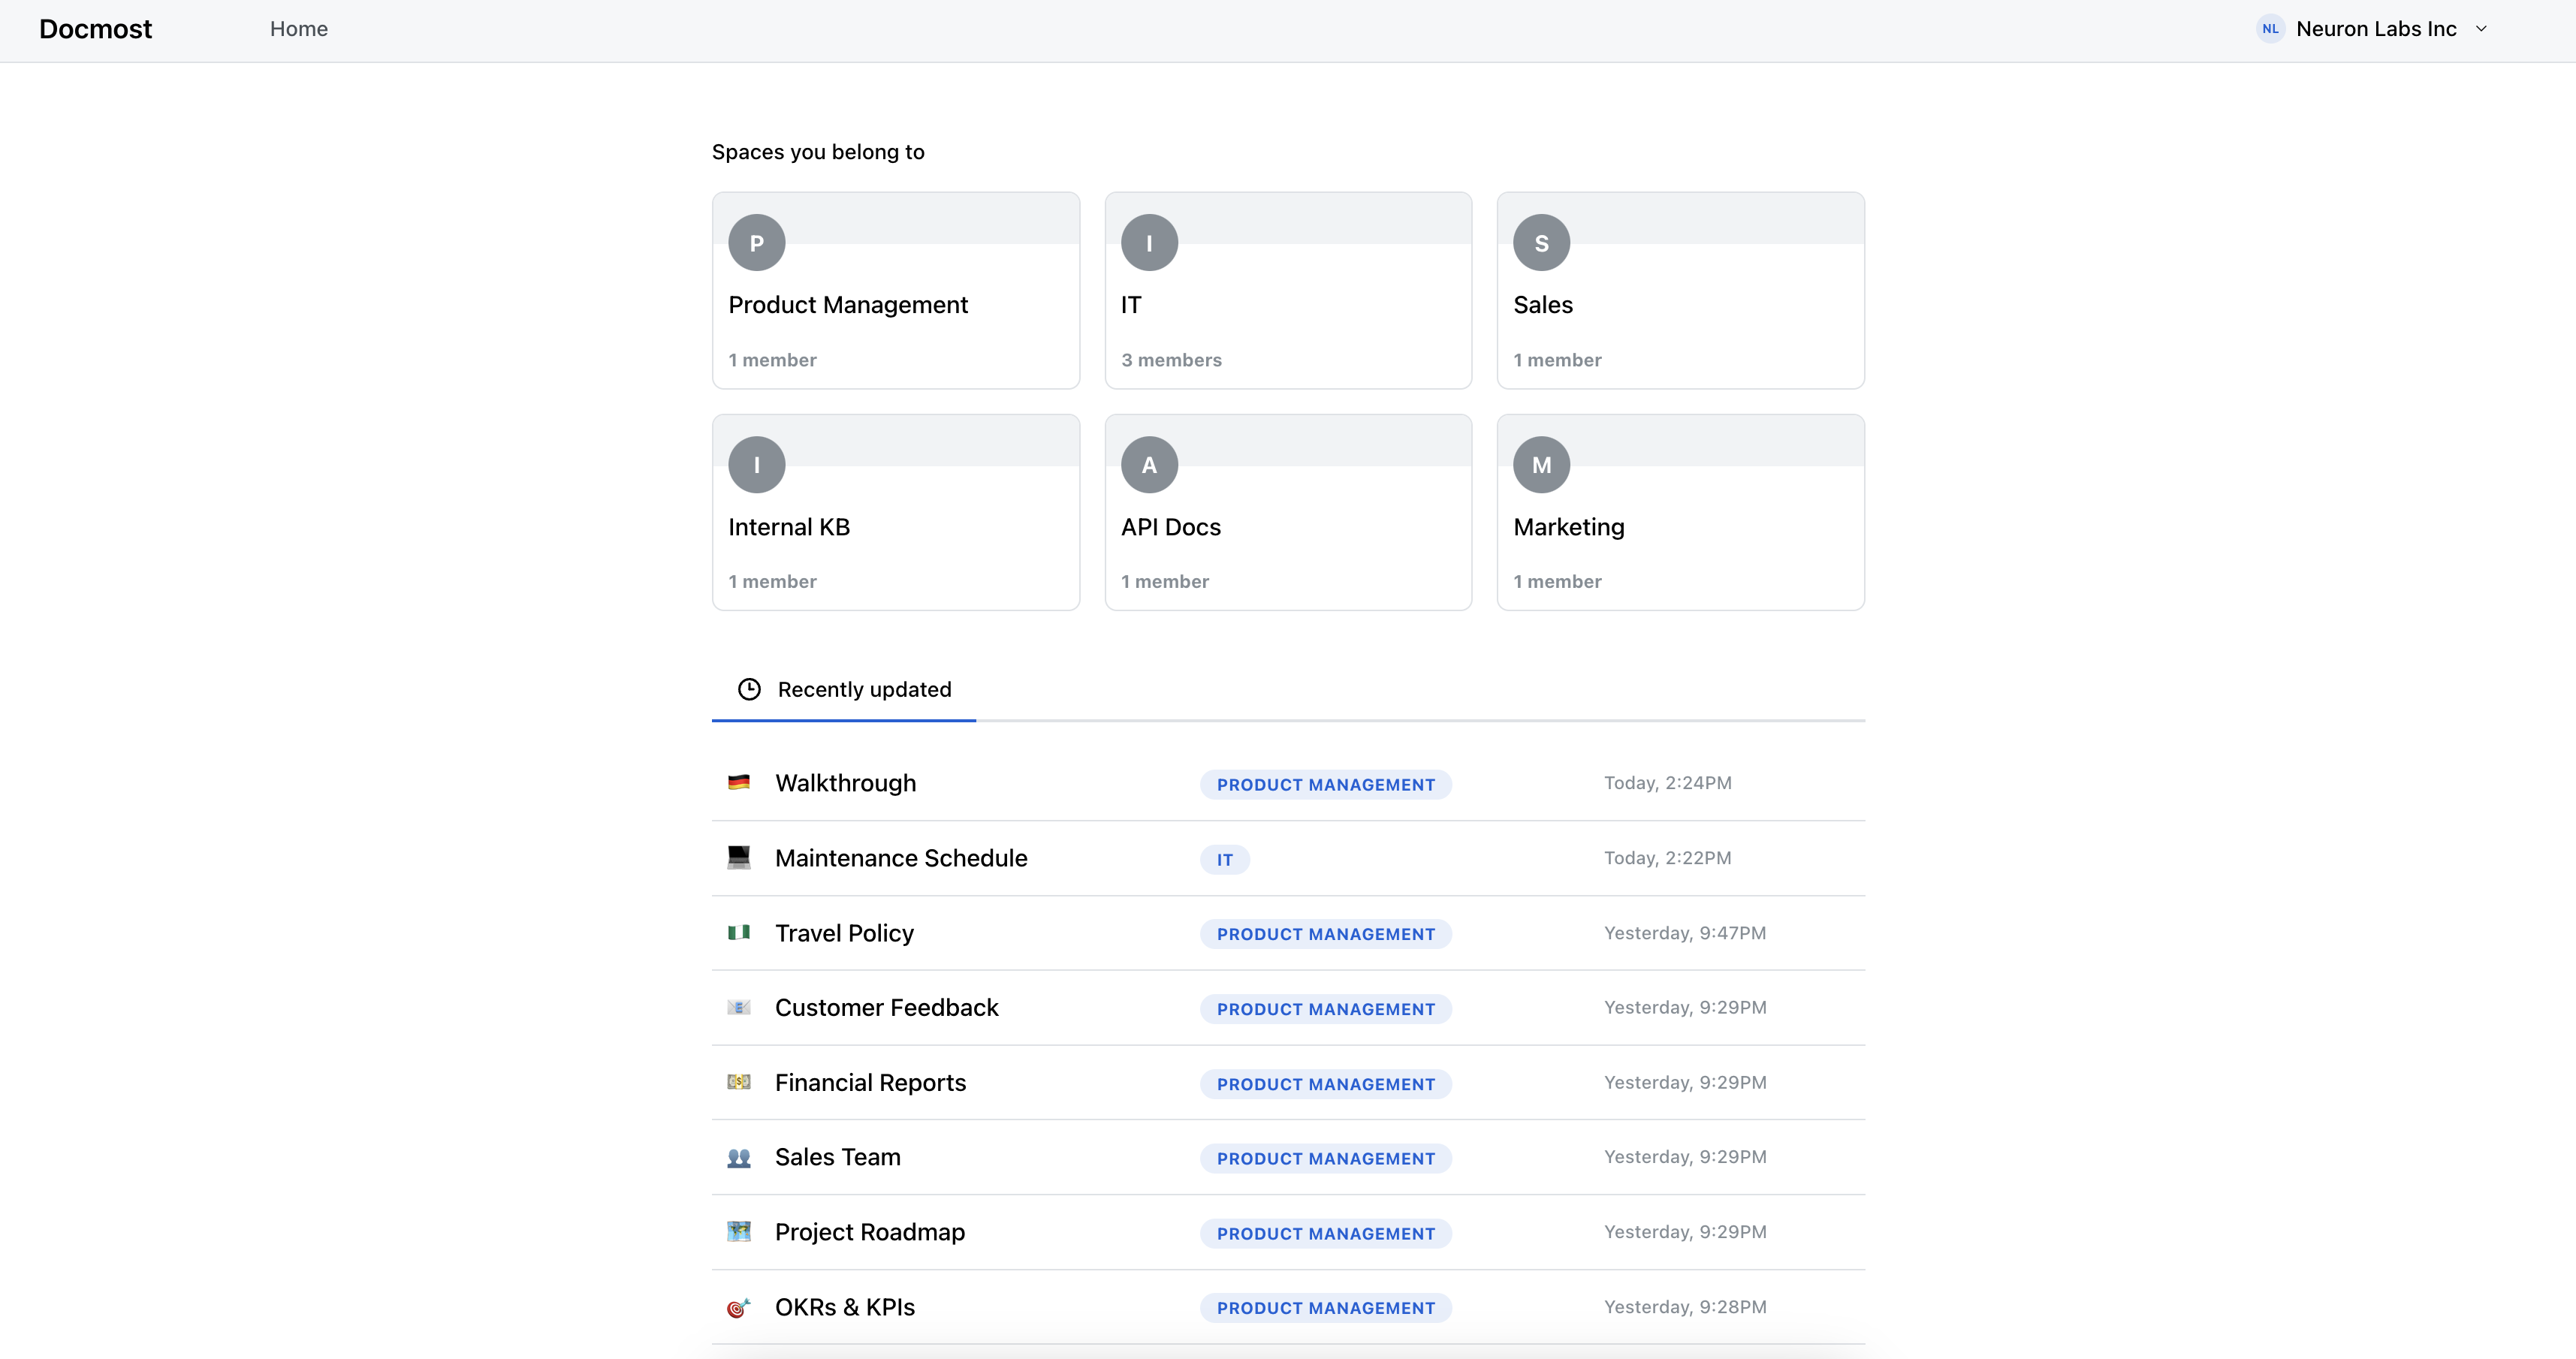 Docmost Home NL Neuron Labs Inc
Spaces you belong to
P I S
Product Management IT Sales
1 member 3 members 1 member
I A M
Internal KB API Docs Marketing
1 member 1 member 1 member
Recently updated
Walkthrough PRODUCT MANAGEMENT Today, 2:24PM
Maintenance Schedule IT Today, 2:22PM
Travel Policy PRODUCT MANAGEMENT Yesterday, 9:47PM
Customer Feedback PRODUCT MANAGEMENT Yesterday, 9:29PM
Financial Reports PRODUCT MANAGEMENT Yesterday, 9:29PM
Sales Team PRODUCT MANAGEMENT Yesterday, 9:29PM
Project Roadmap PRODUCT MANAGEMENT Yesterday, 9:29PM
OKRs & KPIs PRODUCT MANAGEMENT Yesterday, 9:28PM